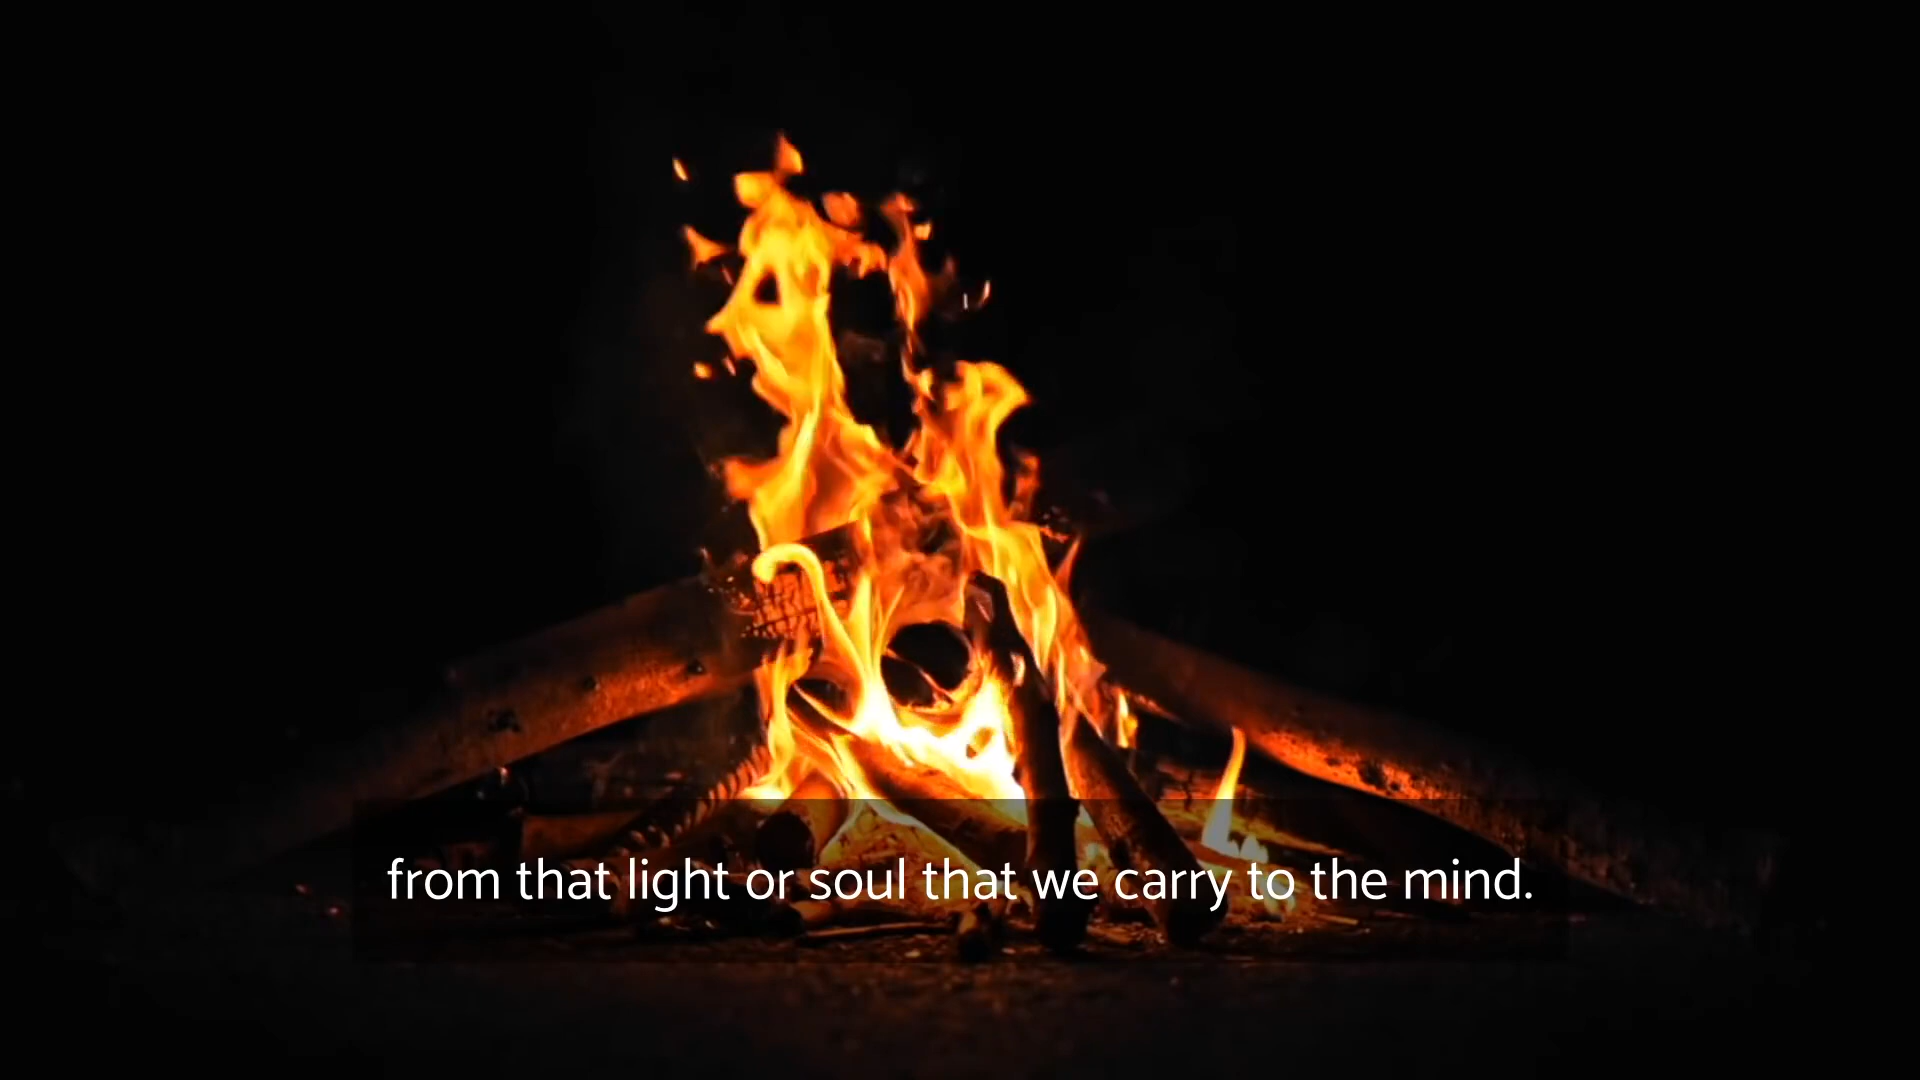 from that light or soul that we carry to the mind.